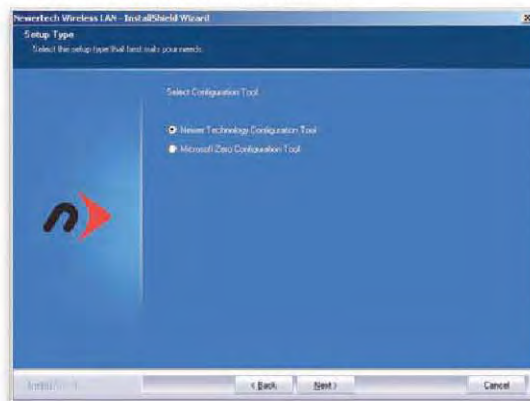 Newertech Wireless LAN - InstallShield Wizard
Setup Type
Select the setup type that best suits your needs.
Select Configuration Tool
Newer Technology Configuration Tool
Microsoft Zero Configuration Tool
InstallShield
< Back
Next >
Cancel